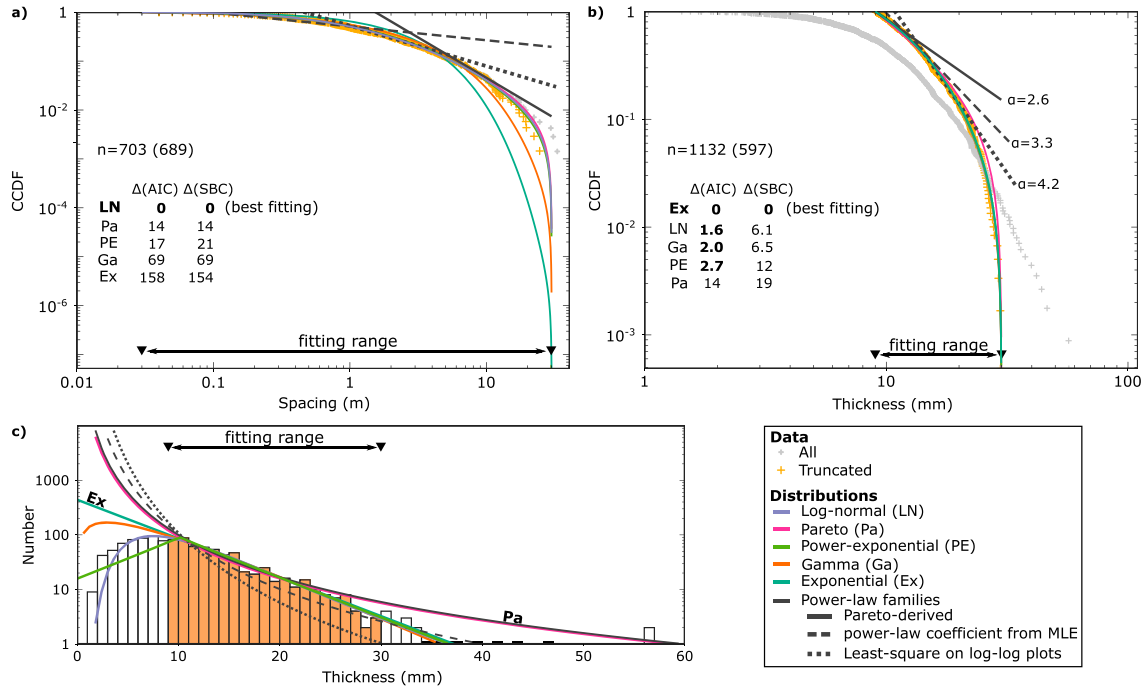 a)
1
10⁻²
10⁻⁴
10⁻⁶
CCDF
n=703 (689)
Δ(AIC) Δ(SBC)
LN 0 0 (best fitting)
Pa 14 14
PE 17 21
Ga 69 69
Ex 158 154
fitting range
0.01 0.1 1 10
Spacing (m)
b)
1
10⁻¹
10⁻²
10⁻³
CCDF
α=2.6
α=3.3
α=4.2
n=1132 (597)
Δ(AIC) Δ(SBC)
Ex 0 0 (best fitting)
LN 1.6 6.1
Ga 2.0 6.5
PE 2.7 12
Pa 14 19
fitting range
1 10 100
Thickness (mm)
c)
fitting range
1000
100
10
1
Number
Ex
Pa
0 10 20 30 40 50 60
Thickness (mm)
Data
All
Truncated
Distributions
Log-normal (LN)
Pareto (Pa)
Power-exponential (PE)
Gamma (Ga)
Exponential (Ex)
Power-law families
Pareto-derived
power-law coefficient from MLE
Least-square on log-log plots